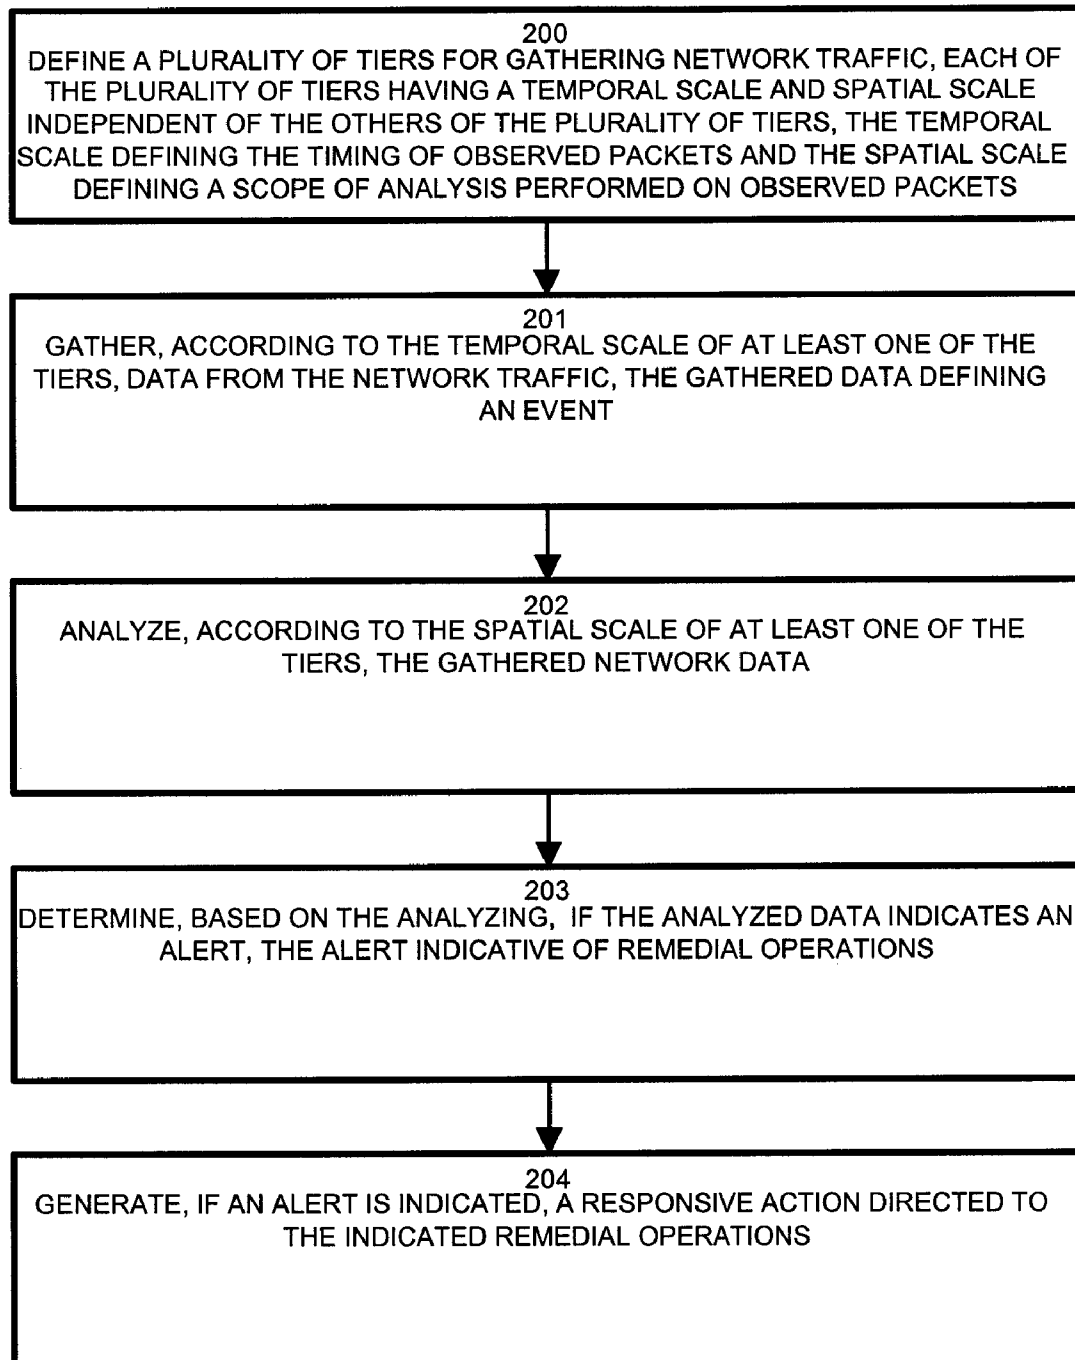 200
DEFINE A PLURALITY OF TIERS FOR GATHERING NETWORK TRAFFIC, EACH OF
THE PLURALITY OF TIERS HAVING A TEMPORAL SCALE AND SPATIAL SCALE
INDEPENDENT OF THE OTHERS OF THE PLURALITY OF TIERS, THE TEMPORAL
SCALE DEFINING THE TIMING OF OBSERVED PACKETS AND THE SPATIAL SCALE
DEFINING A SCOPE OF ANALYSIS PERFORMED ON OBSERVED PACKETS
201
GATHER, ACCORDING TO THE TEMPORAL SCALE OF AT LEAST ONE OF THE
TIERS, DATA FROM THE NETWORK TRAFFIC, THE GATHERED DATA DEFINING
AN EVENT
202
ANALYZE, ACCORDING TO THE SPATIAL SCALE OF AT LEAST ONE OF THE
TIERS, THE GATHERED NETWORK DATA
203
DETERMINE, BASED ON THE ANALYZING, IF THE ANALYZED DATA INDICATES AN
ALERT, THE ALERT INDICATIVE OF REMEDIAL OPERATIONS
204
GENERATE, IF AN ALERT IS INDICATED, A RESPONSIVE ACTION DIRECTED TO
THE INDICATED REMEDIAL OPERATIONS